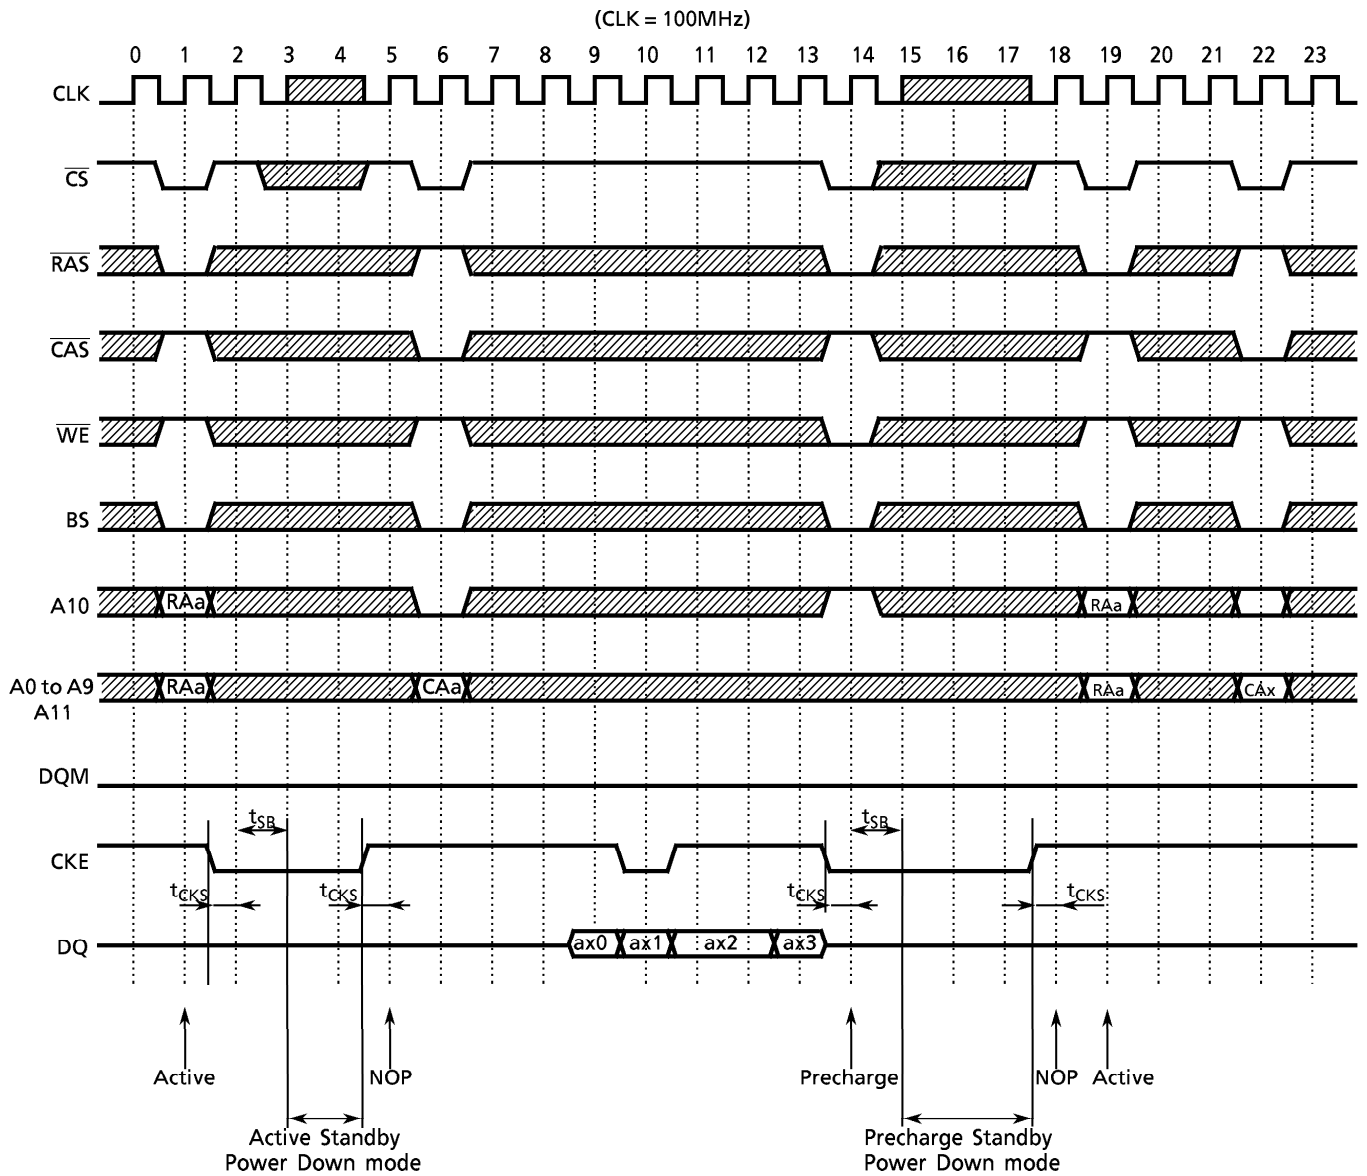 (CLK = 100MHz)
0 1 2 3 4 5 6 7 8 9 10 11 12 13 14 15 16 17 18 19 20 21 22 23
CLK
CS
RAS
CAS
WE
BS
A10 RAa RAa
A0 to A9 RAa CAa RAa CAx
A11
DQM
tSB tSB
CKE
tCKS tCKS tCKS tCKS
DQ ax0 ax1 ax2 ax3
Active NOP Precharge NOP Active
Active Standby Precharge Standby
Power Down mode Power Down mode